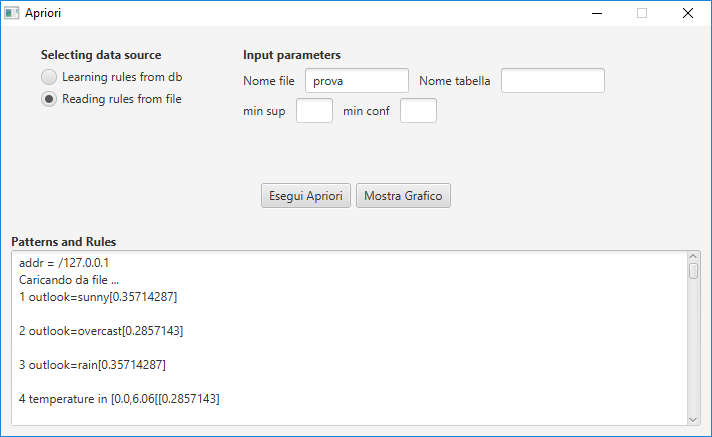 Apriori
Selecting data source
Learning rules from db
Reading rules from file
Input parameters
Nome file prova Nome tabella
min sup min conf
Esegui Apriori Mostra Grafico
Patterns and Rules
addr = /127.0.0.1
Caricando da file ...
1 outlook=sunny[0.35714287]
2 outlook=overcast[0.2857143]
3 outlook=rain[0.35714287]
4 temperature in [0.0,6.06[[0.2857143]